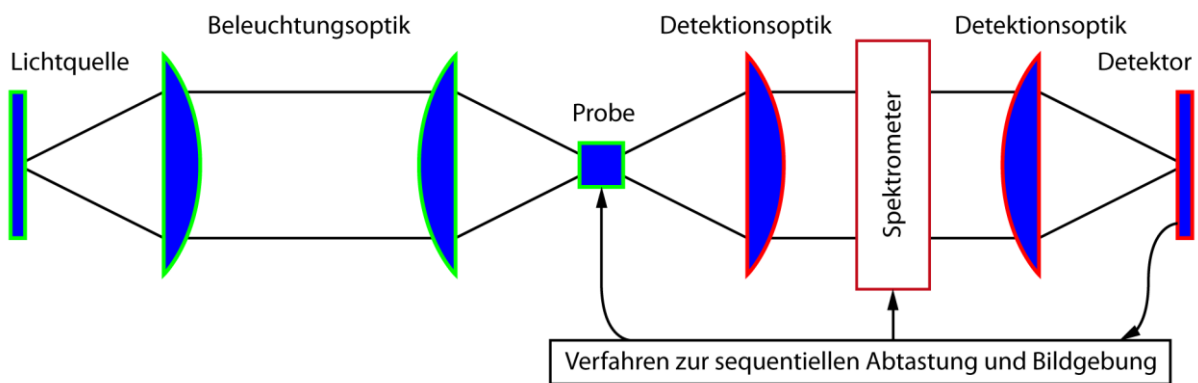 Beleuchtungsoptik
Detektionsoptik
Detektionsoptik
Lichtquelle
Detektor
Probe
Spektrometer
Verfahren zur sequentiellen Abtastung und Bildgebung